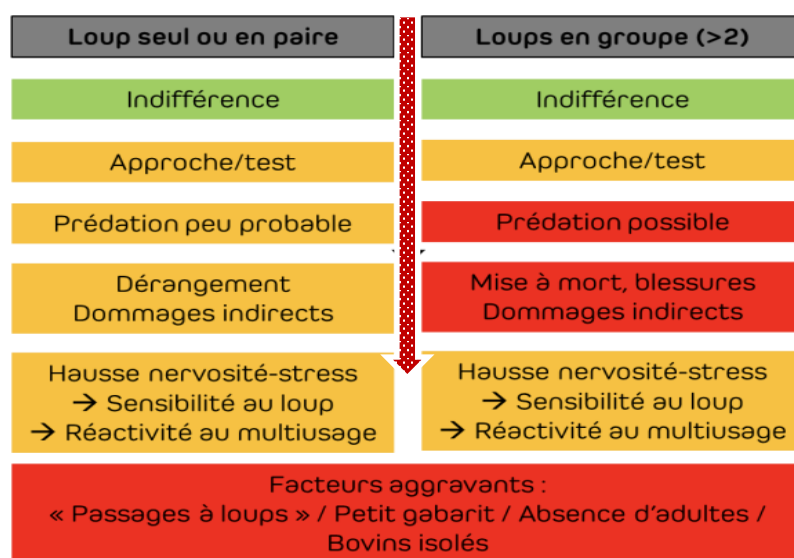 Loup seul ou en paire
Loups en groupe (>2)
Indifférence
Indifférence
Approche/test
Approche/test
Prédation peu probable
Prédation possible
Dérangement
Dommages indirects
Mise à mort, blessures
Dommages indirects
Hausse nervosité-stress
→ Sensibilité au loup
→ Réactivité au multiusage
Hausse nervosité-stress
→ Sensibilité au loup
→ Réactivité au multiusage
Facteurs aggravants :
« Passages à loups » / Petit gabarit / Absence d'adultes /
Bovins isolés